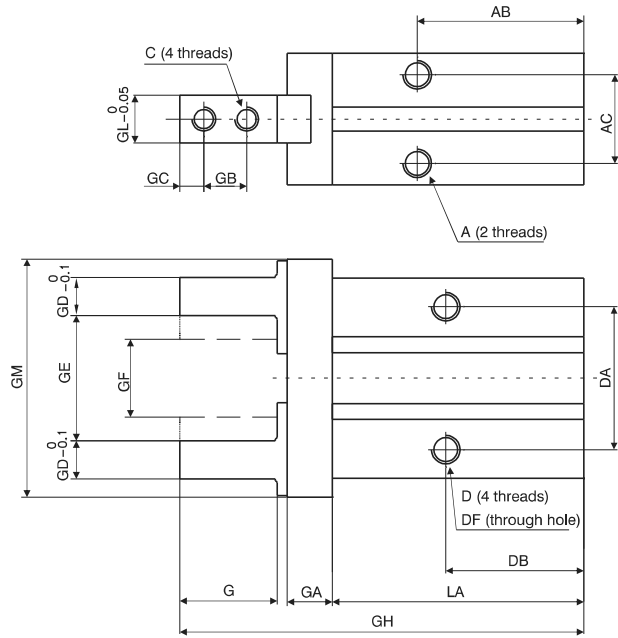 AB
C (4 threads)
GL-0.05 0
AC
GC
GB
A (2 threads)
GD-0.1 0
GM
GE
GF
DA
GD-0.1 0
D (4 threads)
DF (through hole)
DB
G
GA
LA
GH